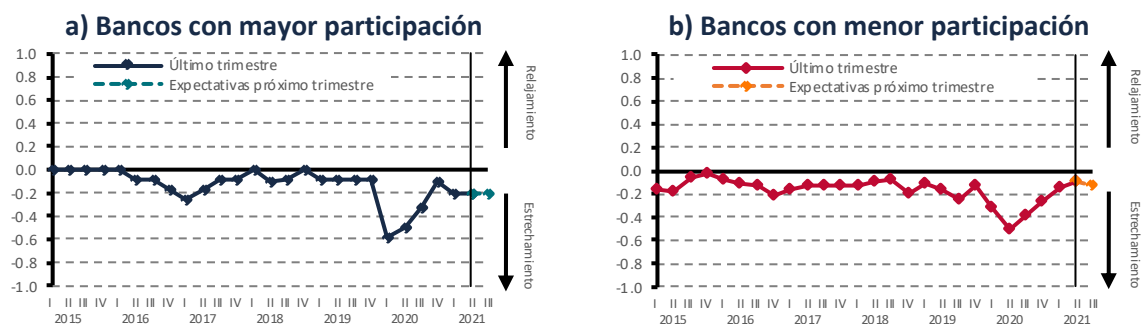 a) Bancos con mayor participación
1.0
0.8
0.6
0.4
0.2
0.0
-0.2
-0.4
-0.6
-0.8
-1.0
Último trimestre
Expectativas próximo trimestre
Relajamiento
Estrechamiento
I II III IV I II III IV I II III IV I II III IV I II III IV I II III IV I II III
2015 2016 2017 2018 2019 2020 2021
b) Bancos con menor participación
1.0
0.8
0.6
0.4
0.2
0.0
-0.2
-0.4
-0.6
-0.8
-1.0
Último trimestre
Expectativas próximo trimestre
Relajamiento
Estrechamiento
I II III IV I II III IV I II III IV I II III IV I II III IV I II III IV I II III
2015 2016 2017 2018 2019 2020 2021